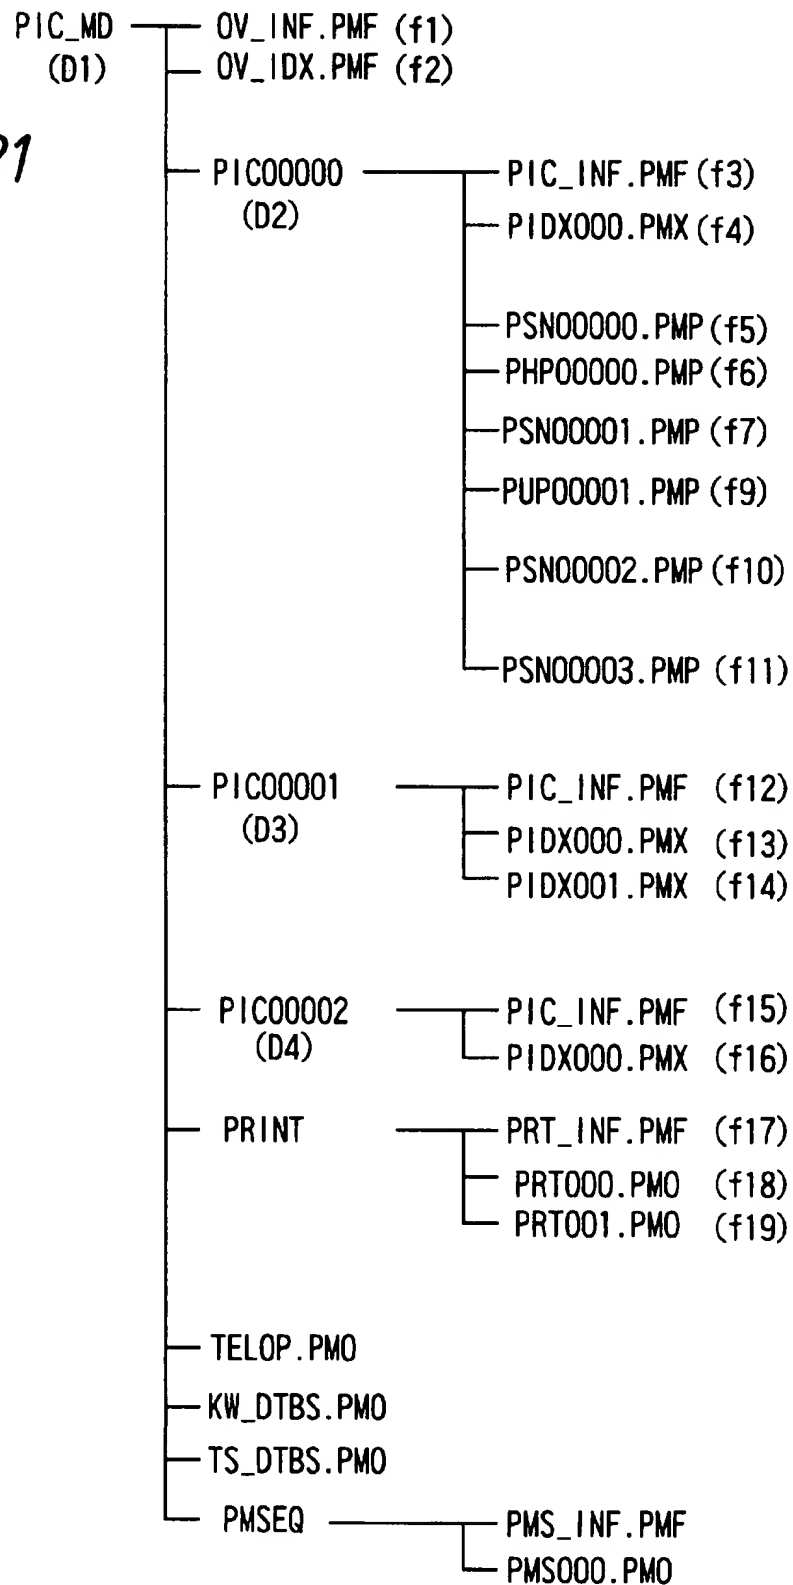 PIC_MD OV_INF.PMF (f1)
(D1) OV_IDX.PMF (f2)
21
PIC00000 PIC_INF.PMF (f3)
(D2) PIDX000.PMX (f4)
PSN00000.PMP (f5)
PHP00000.PMP (f6)
PSN00001.PMP (f7)
PUP00001.PMP (f9)
PSN00002.PMP (f10)
PSN00003.PMP (f11)
PIC00001 PIC_INF.PMF (f12)
(D3) PIDX000.PMX (f13)
PIDX001.PMX (f14)
PIC00002 PIC_INF.PMF (f15)
(D4) PIDX000.PMX (f16)
PRINT PRT_INF.PMF (f17)
PRT000.PMO (f18)
PRT001.PMO (f19)
TELOP.PMO
KW_DTBS.PMO
TS_DTBS.PMO
PMSEQ PMS_INF.PMF
PMS000.PMO